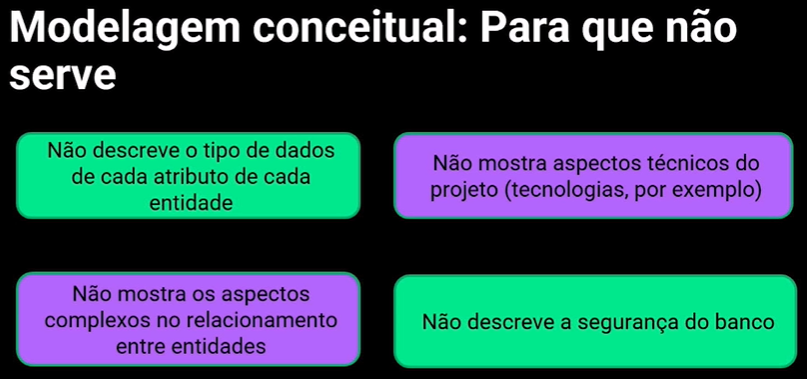 Modelagem conceitual: Para que não
serve
Não descreve o tipo de dados
de cada atributo de cada
entidade
Não mostra aspectos técnicos do
projeto (tecnologias, por exemplo)
Não mostra os aspectos
complexos no relacionamento
entre entidades
Não descreve a segurança do banco